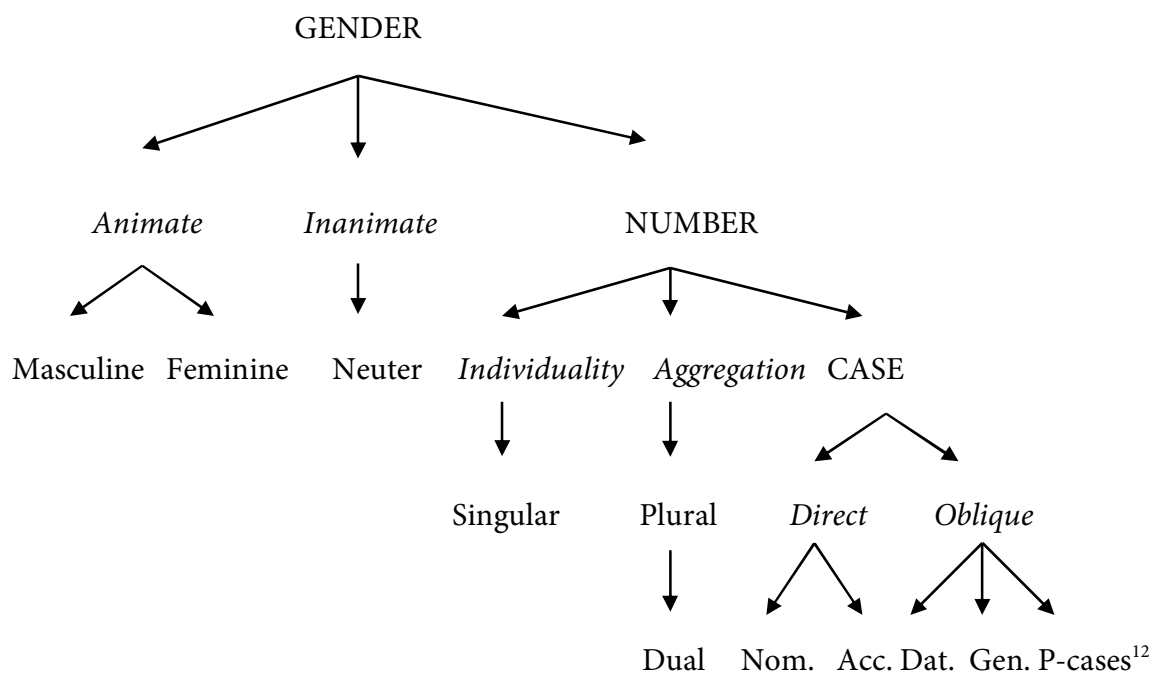 GENDER
Animate Inanimate NUMBER
Masculine Feminine Neuter Individuality Aggregation CASE
Singular Plural Direct Oblique
Dual Nom. Acc. Dat. Gen. P-cases12